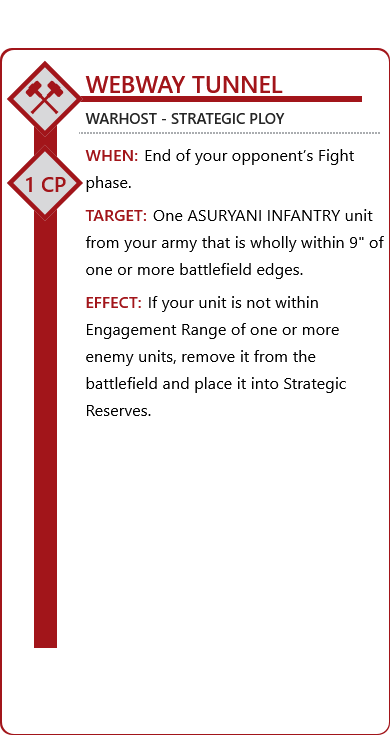 WEBWAY TUNNEL
WARHOST - STRATEGIC PLOY
1 CP
WHEN: End of your opponent’s Fight
phase.
TARGET: One ASURYANI INFANTRY unit
from your army that is wholly within 9" of
one or more battlefield edges.
EFFECT: If your unit is not within
Engagement Range of one or more
enemy units, remove it from the
battlefield and place it into Strategic
Reserves.